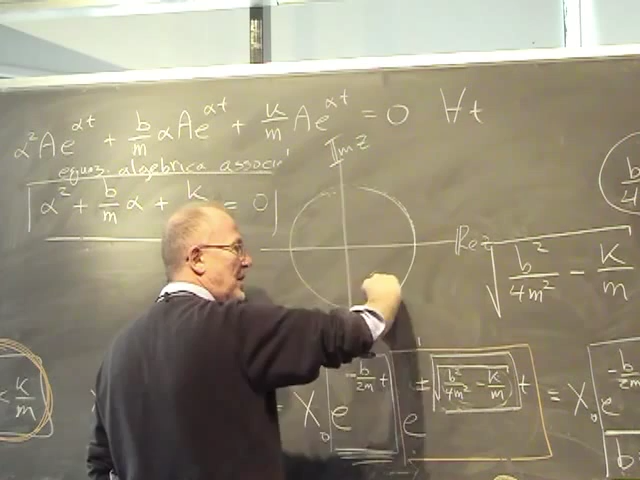 α²Ae^{αt} + b/m αAe^{αt} + K/m Ae^{αt} = 0 ∀t
equaz. algebrica associ
α² + b/m α + K = 0
Im z
Re z
√(b²/4m² - K/m)
b/4
< K/m
= X₀ e^{-b/2m t} e^{±√(b²/4m² - K/m) t} = X₀ e^{-b/2m